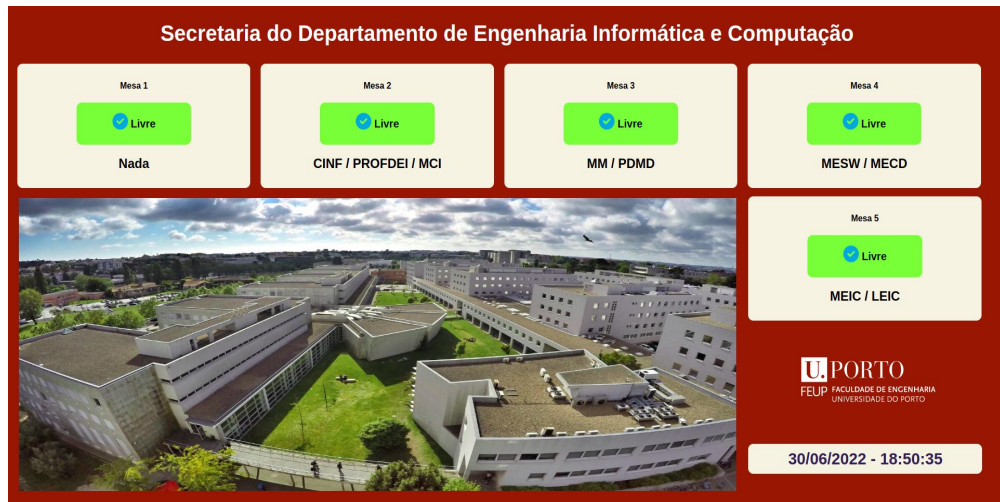 Secretaria do Departamento de Engenharia Informática e Computação
Mesa 1
Livre
Nada
Mesa 2
Livre
CINF / PROFDEI / MCI
Mesa 3
Livre
MM / PDMD
Mesa 4
Livre
MESW / MECD
Mesa 5
Livre
MEIC / LEIC
U.PORTO
FEUP FACULDADE DE ENGENHARIA
UNIVERSIDADE DO PORTO
30/06/2022 - 18:50:35